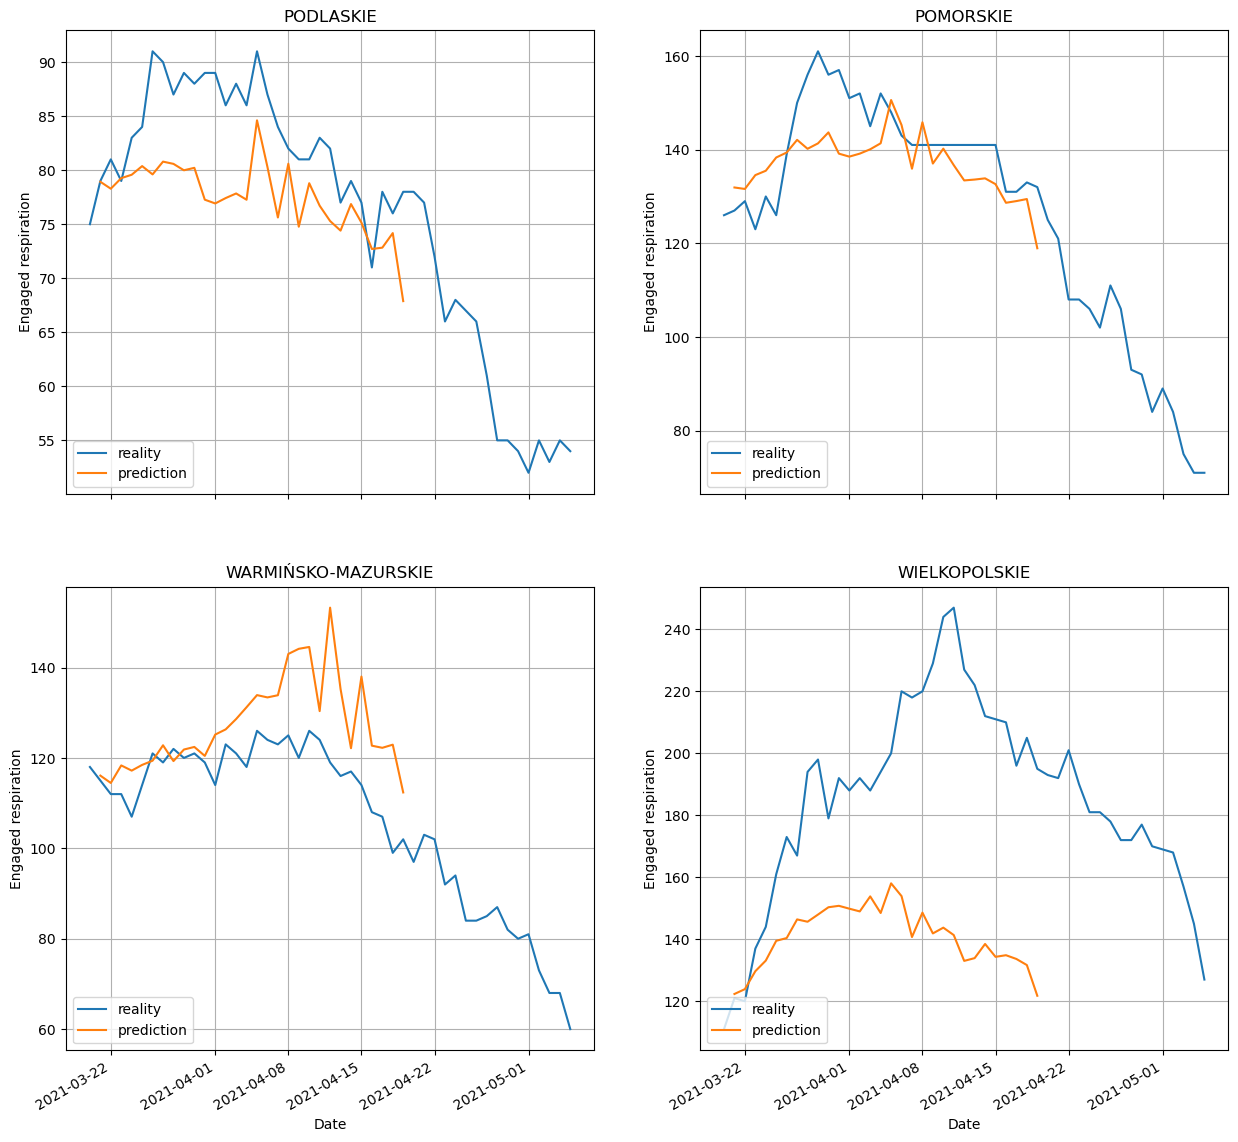 PODLASKIE
90
85
80
75
70
65
60
55
Engaged respiration
reality
prediction
POMORSKIE
160
140
120
100
80
Engaged respiration
reality
prediction
WARMIŃSKO-MAZURSKIE
140
120
100
80
60
Engaged respiration
reality
prediction
2021-03-22
2021-04-01
2021-04-08
2021-04-15
2021-04-22
2021-05-01
Date
WIELKOPOLSKIE
240
220
200
180
160
140
120
Engaged respiration
reality
prediction
2021-03-22
2021-04-01
2021-04-08
2021-04-15
2021-04-22
2021-05-01
Date